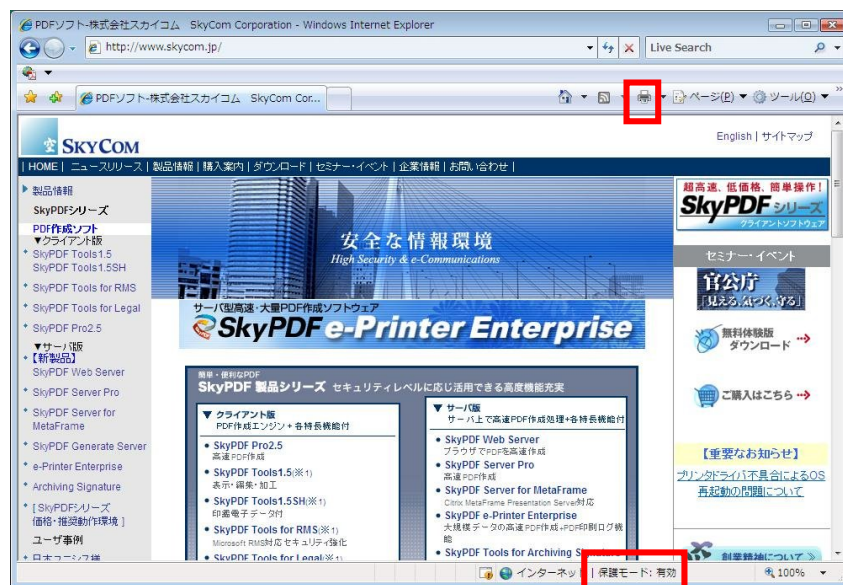 PDFソフト-株式会社スカイコム SkyCom Corporation - Windows Internet Explorer
http://www.skycom.jp/
Live Search
PDFソフト-株式会社スカイコム SkyCom Cor...
ページ(P) ツール(O)
English | サイトマップ
SKYCOM
| HOME | ニュースリリース | 製品情報 | 購入案内 | ダウンロード | セミナー・イベント | 企業情報 | お問い合わせ |
製品情報
SkyPDFシリーズ
PDF作成ソフト
▼クライアント版
SkyPDF Tools1.5
SkyPDF Tools1.5SH
SkyPDF Tools for RMS
SkyPDF Tools for Legal
SkyPDF Pro2.5
▼サーバ版
【新製品】
SkyPDF Web Server
SkyPDF Server Pro
SkyPDF Server for
MetaFrame
SkyPDF Generate Server
e-Printer Enterprise
Archiving Signature
[ SkyPDFシリーズ
価格・推奨動作環境 ]
ユーザ事例
日本ユニシス様
安全な情報環境
High Security & e-Communications
サーバ型高速・大量PDF作成ソフトウェア
SkyPDF e-Printer Enterprise
簡単・便利なPDF
SkyPDF 製品シリーズ セキュリティレベルに応じ活用できる高度機能充実
▼ クライアント版
PDF作成エンジン + 各特長機能付
• SkyPDF Pro2.5
高速PDF作成
• SkyPDF Tools1.5(※1)
表示・編集・加工
• SkyPDF Tools1.5SH(※1)
印鑑電子データ付
• SkyPDF Tools for RMS(※1)
Microsoft RMS対応セキュリティ強化
• SkyPDF Tools for Legal(※1)
▼ サーバ版
サーバ上で高速PDF作成処理+各特長機能付
• SkyPDF Web Server
ブラウザでPDFを高速作成
• SkyPDF Server Pro
高速PDF作成
• SkyPDF Server for MetaFrame
Citrix MetaFrame Presentation Server対応
• SkyPDF e-Printer Enterprise
大規模データの高速PDF作成+PDF印刷ログ機
能
• SkyPDF Tools for Archiving Signature
超高速、低価格、簡単操作!
SkyPDF シリーズ
クライアントソフトウェア
セミナー・イベント
官公庁
「見える、気づく、守る」
無料体験版
ダウンロード
ご購入はこちら
【重要なお知らせ】
プリンタドライバ不具合によるOS
再起動の問題について
創業精神について
インターネット | 保護モード: 有効
100%